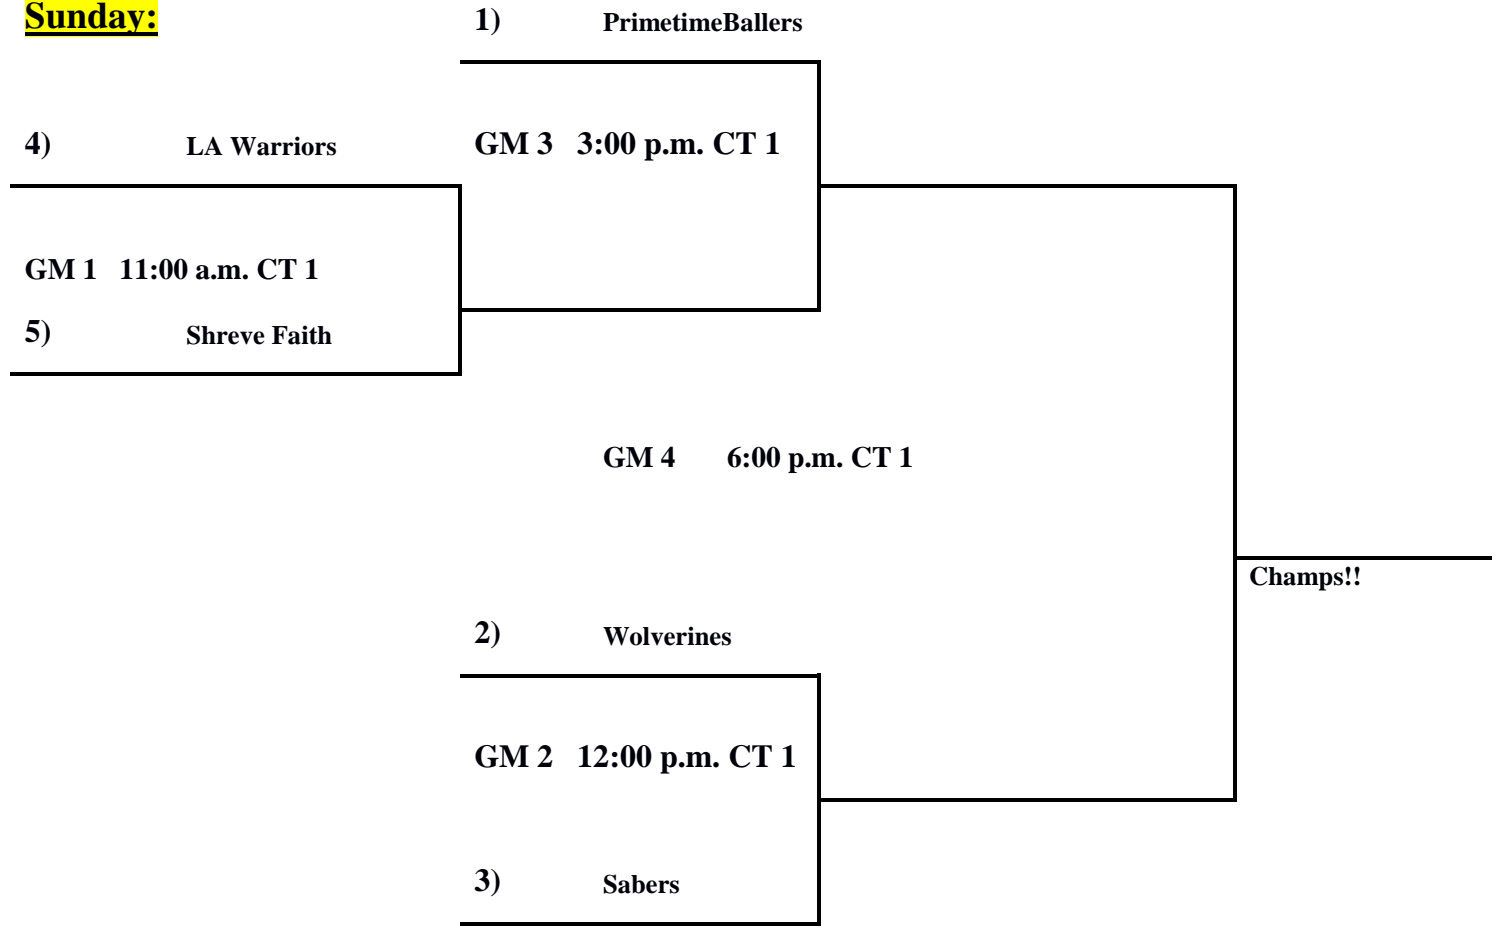 Sunday:
1) PrimetimeBallers
4) LA Warriors
GM 3 3:00 p.m. CT 1
GM 1 11:00 a.m. CT 1
5) Shreve Faith
GM 4 6:00 p.m. CT 1
Champs!!
2) Wolverines
GM 2 12:00 p.m. CT 1
3) Sabers